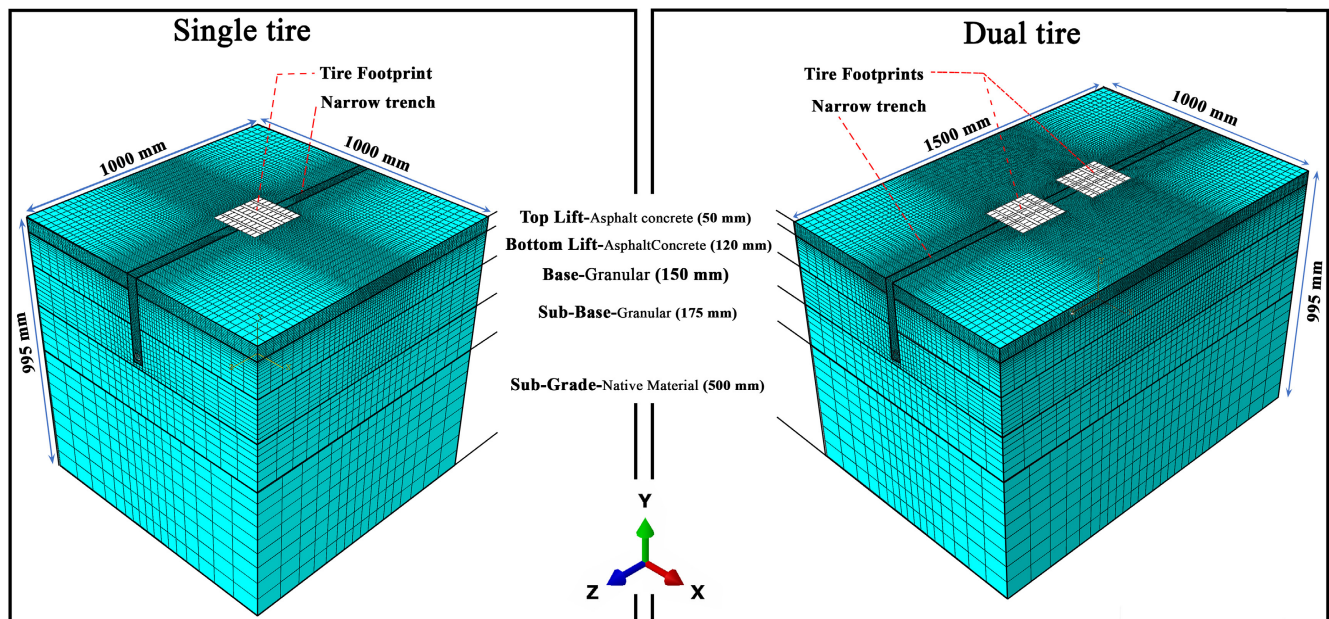 Single tire
Tire Footprint
Narrow trench
1000 mm
1000 mm
995 mm
Dual tire
Tire Footprints
Narrow trench
1500 mm
1000 mm
995 mm
Top Lift-Asphalt concrete (50 mm)
Bottom Lift-AsphaltConcrete (120 mm)
Base-Granular (150 mm)
Sub-Base-Granular (175 mm)
Sub-Grade-Native Material (500 mm)
Y
Z
X